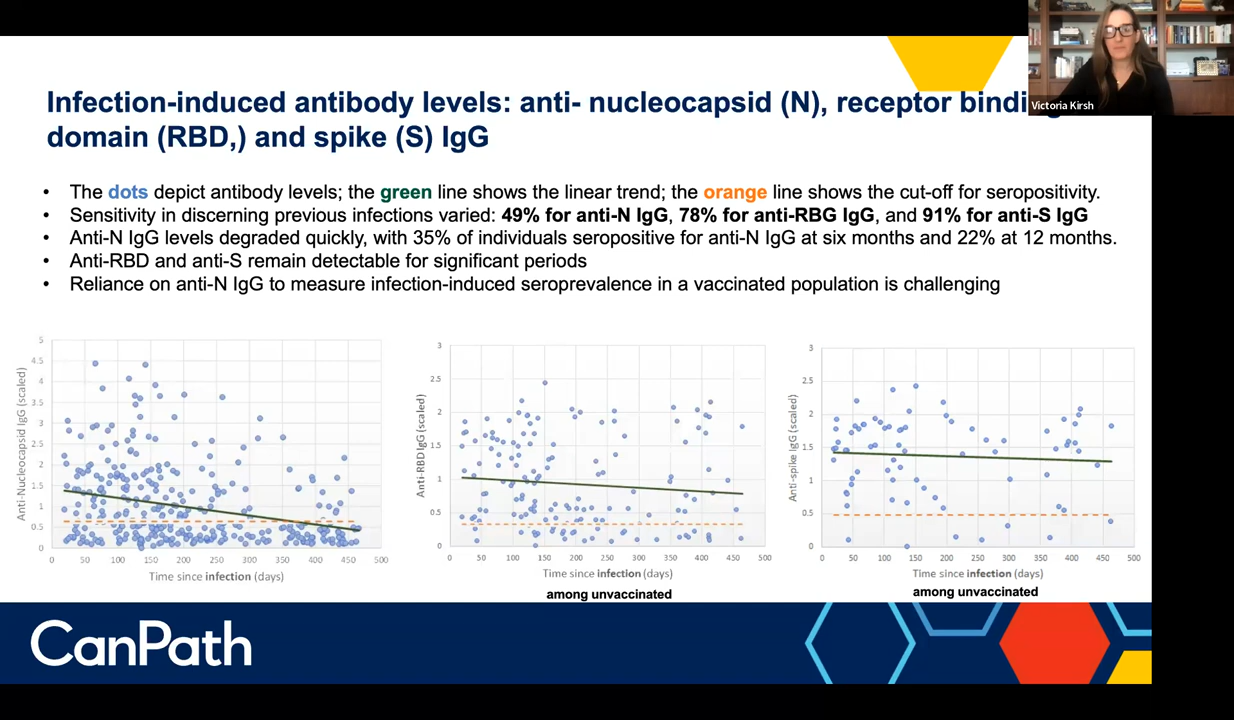 Infection-induced antibody levels: anti- nucleocapsid (N), receptor binding
domain (RBD,) and spike (S) IgG
Victoria Kirsh
• The dots depict antibody levels; the green line shows the linear trend; the orange line shows the cut-off for seropositivity.
• Sensitivity in discerning previous infections varied: 49% for anti-N IgG, 78% for anti-RBG IgG, and 91% for anti-S IgG
• Anti-N IgG levels degraded quickly, with 35% of individuals seropositive for anti-N IgG at six months and 22% at 12 months.
• Anti-RBD and anti-S remain detectable for significant periods
• Reliance on anti-N IgG to measure infection-induced seroprevalence in a vaccinated population is challenging
Anti-Nucleocapsid IgG (scaled)
5
4.5
4
3.5
3
2.5
2
1.5
1
0.5
0
0 50 100 150 200 250 300 350 400 450 500
Time since infection (days)
Anti-RBD IgG (scaled)
3
2.5
2
1.5
1
0.5
0
0 50 100 150 200 250 300 350 400 450 500
Time since infection (days)
among unvaccinated
Anti-spike IgG (scaled)
3
2.5
2
1.5
1
0.5
0
0 50 100 150 200 250 300 350 400 450 500
Time since infection (days)
among unvaccinated
CanPath